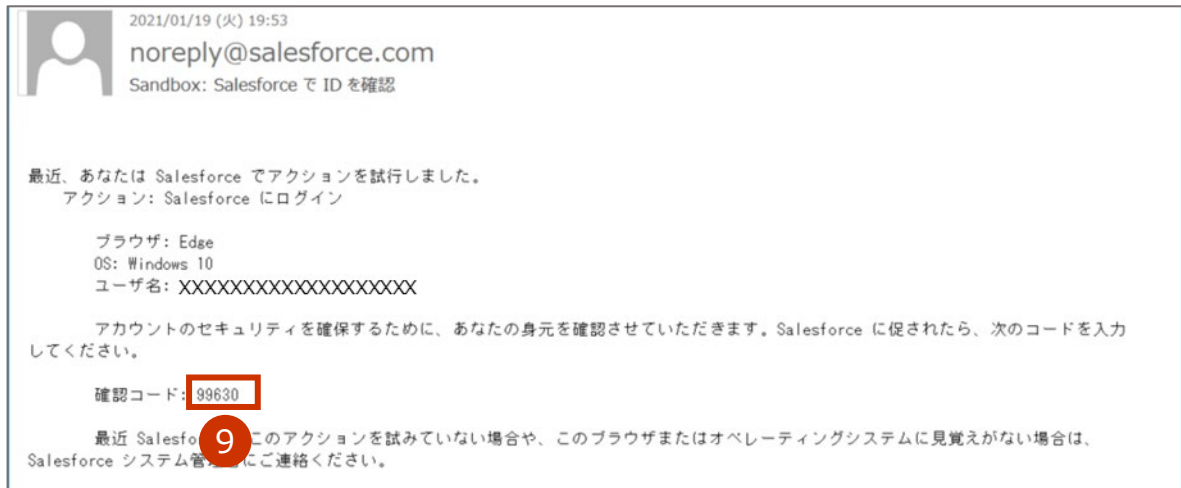 2021/01/19 (火) 19:53
noreply@salesforce.com
Sandbox: Salesforce で ID を確認
最近、あなたは Salesforce でアクションを試行しました。
アクション: Salesforce にログイン
ブラウザ: Edge
OS: Windows 10
ユーザ名: XXXXXXXXXXXXXXXXXXX
アカウントのセキュリティを確保するために、あなたの身元を確認させていただきます。Salesforce に促されたら、次のコードを入力
してください。
確認コード: 99630
最近 Salesfo 9 このアクションを試みていない場合や、このブラウザまたはオペレーティングシステムに見覚えがない場合は、
Salesforce システム管 にご連絡ください。